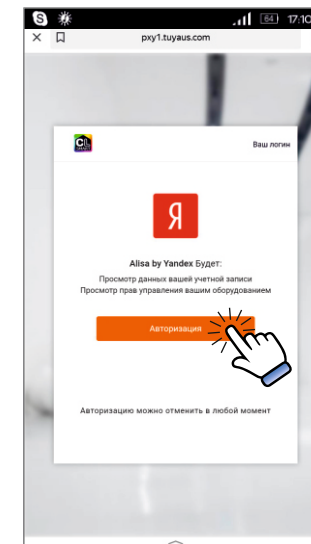 64 17:10
pxy1.tuyaus.com
Ваш логин
Я
Alisa by Yandex Будет:
Просмотр данных вашей учетной записи
Просмотр прав управления вашим оборудованием
Авторизация
Авторизацию можно отменить в любой момент